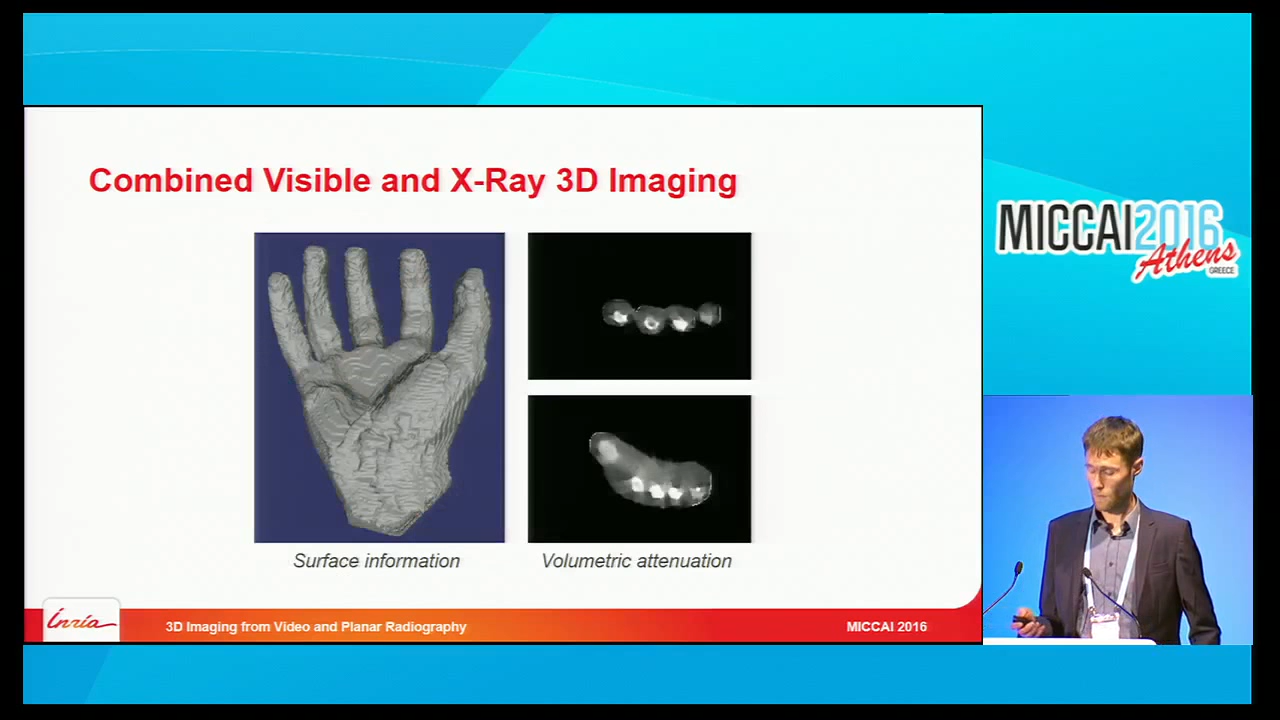 Combined Visible and X-Ray 3D Imaging
MICCAI2016
Athens
GREECE
Surface information
Volumetric attenuation
Inria
3D Imaging from Video and Planar Radiography
MICCAI 2016